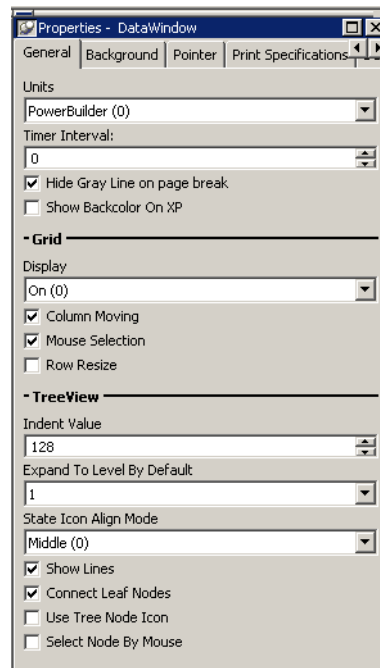 Properties - DataWindow
General Background Pointer Print Specifications
Units
PowerBuilder (0)
Timer Interval:
0
Hide Gray Line on page break
Show Backcolor On XP
- Grid
Display
On (0)
Column Moving
Mouse Selection
Row Resize
- TreeView
Indent Value
128
Expand To Level By Default
1
State Icon Align Mode
Middle (0)
Show Lines
Connect Leaf Nodes
Use Tree Node Icon
Select Node By Mouse